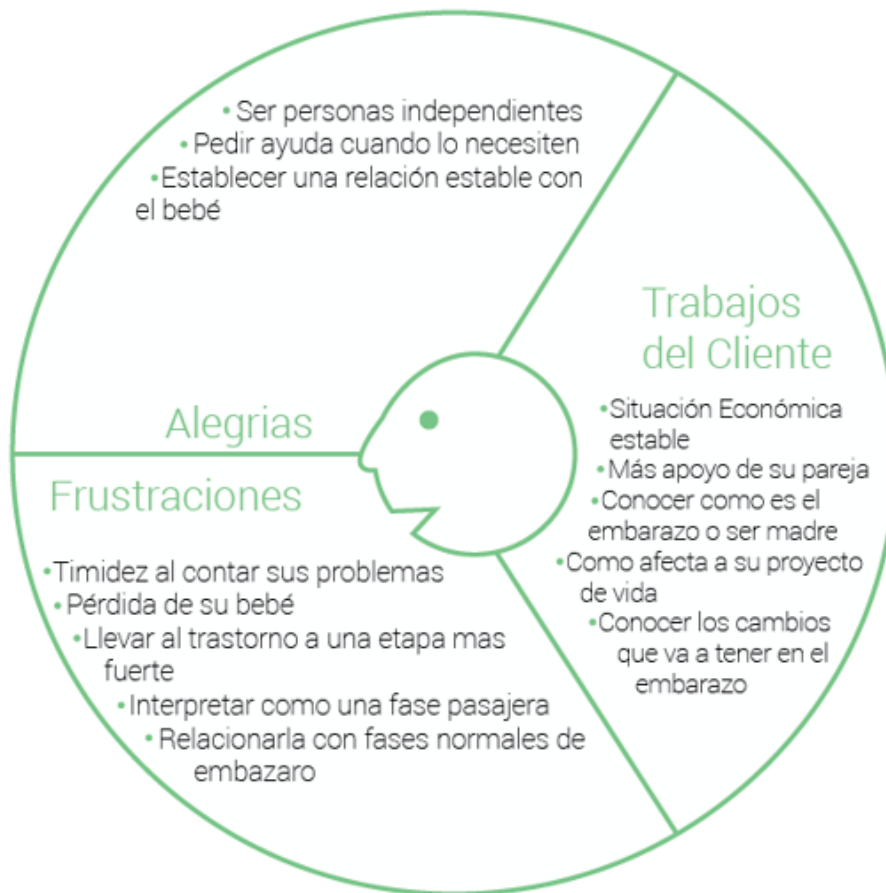 • Ser personas independientes
• Pedir ayuda cuando lo necesiten
• Establecer una relación estable con
el bebé
Alegrias
Trabajos
del Cliente
• Situación Económica
estable
• Más apoyo de su pareja
• Conocer como es el
embarazo o ser madre
• Como afecta a su proyecto
de vida
• Conocer los cambios
que va a tener en el
embarazo
Frustraciones
• Timidez al contar sus problemas
• Pérdida de su bebé
• Llevar al trastorno a una etapa mas
fuerte
• Interpretar como una fase pasajera
• Relacionarla con fases normales de
embazaro